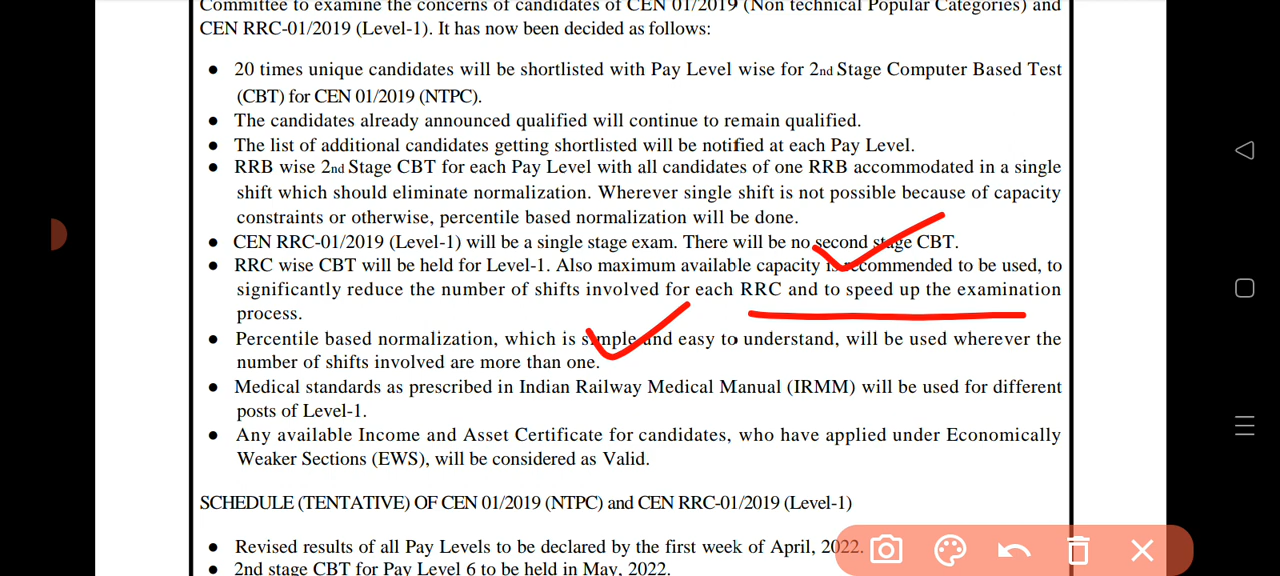 Committee to examine the concerns of candidates of CEN 01/2019 (Non technical Popular Categories) and
CEN RRC-01/2019 (Level-1). It has now been decided as follows:
● 20 times unique candidates will be shortlisted with Pay Level wise for 2nd Stage Computer Based Test
(CBT) for CEN 01/2019 (NTPC).
● The candidates already announced qualified will continue to remain qualified.
● The list of additional candidates getting shortlisted will be notified at each Pay Level.
● RRB wise 2nd Stage CBT for each Pay Level with all candidates of one RRB accommodated in a single
shift which should eliminate normalization. Wherever single shift is not possible because of capacity
constraints or otherwise, percentile based normalization will be done.
● CEN RRC-01/2019 (Level-1) will be a single stage exam. There will be no second stage CBT.
● RRC wise CBT will be held for Level-1. Also maximum available capacity is recommended to be used, to
significantly reduce the number of shifts involved for each RRC and to speed up the examination
process.
● Percentile based normalization, which is simple and easy to understand, will be used wherever the
number of shifts involved are more than one.
● Medical standards as prescribed in Indian Railway Medical Manual (IRMM) will be used for different
posts of Level-1.
● Any available Income and Asset Certificate for candidates, who have applied under Economically
Weaker Sections (EWS), will be considered as Valid.
SCHEDULE (TENTATIVE) OF CEN 01/2019 (NTPC) and CEN RRC-01/2019 (Level-1)
● Revised results of all Pay Levels to be declared by the first week of April, 2022.
● 2nd stage CBT for Pay Level 6 to be held in May, 2022.